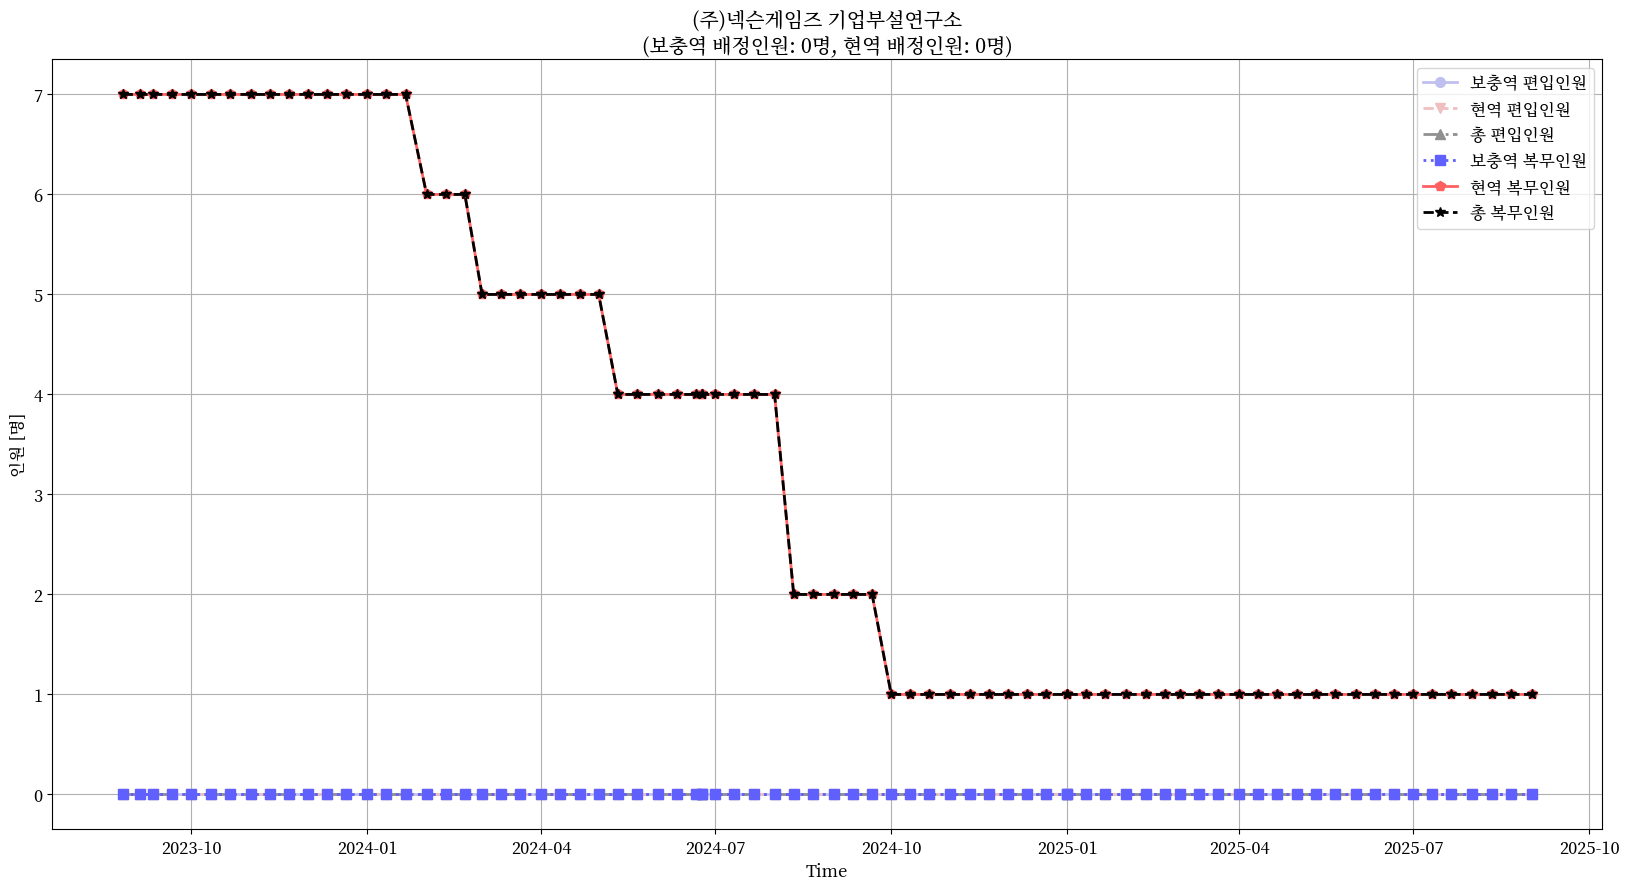 (주)넥슨게임즈 기업부설연구소
(보충역 배정인원: 0명, 현역 배정인원: 0명)
보충역 편입인원
현역 편입인원
총 편입인원
보충역 복무인원
현역 복무인원
총 복무인원
인원 [명]
7
6
5
4
3
2
1
0
2023-10
2024-01
2024-04
2024-07
2024-10
2025-01
2025-04
2025-07
2025-10
Time